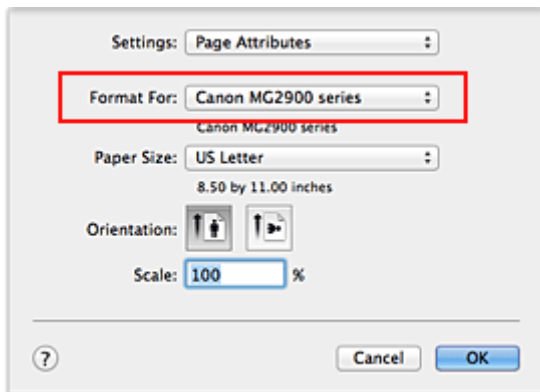 Settings: Page Attributes
Format For: Canon MG2900 series
Canon MG2900 series
Paper Size: US Letter
8.50 by 11.00 inches
Orientation:
Scale: 100 %
? Cancel OK